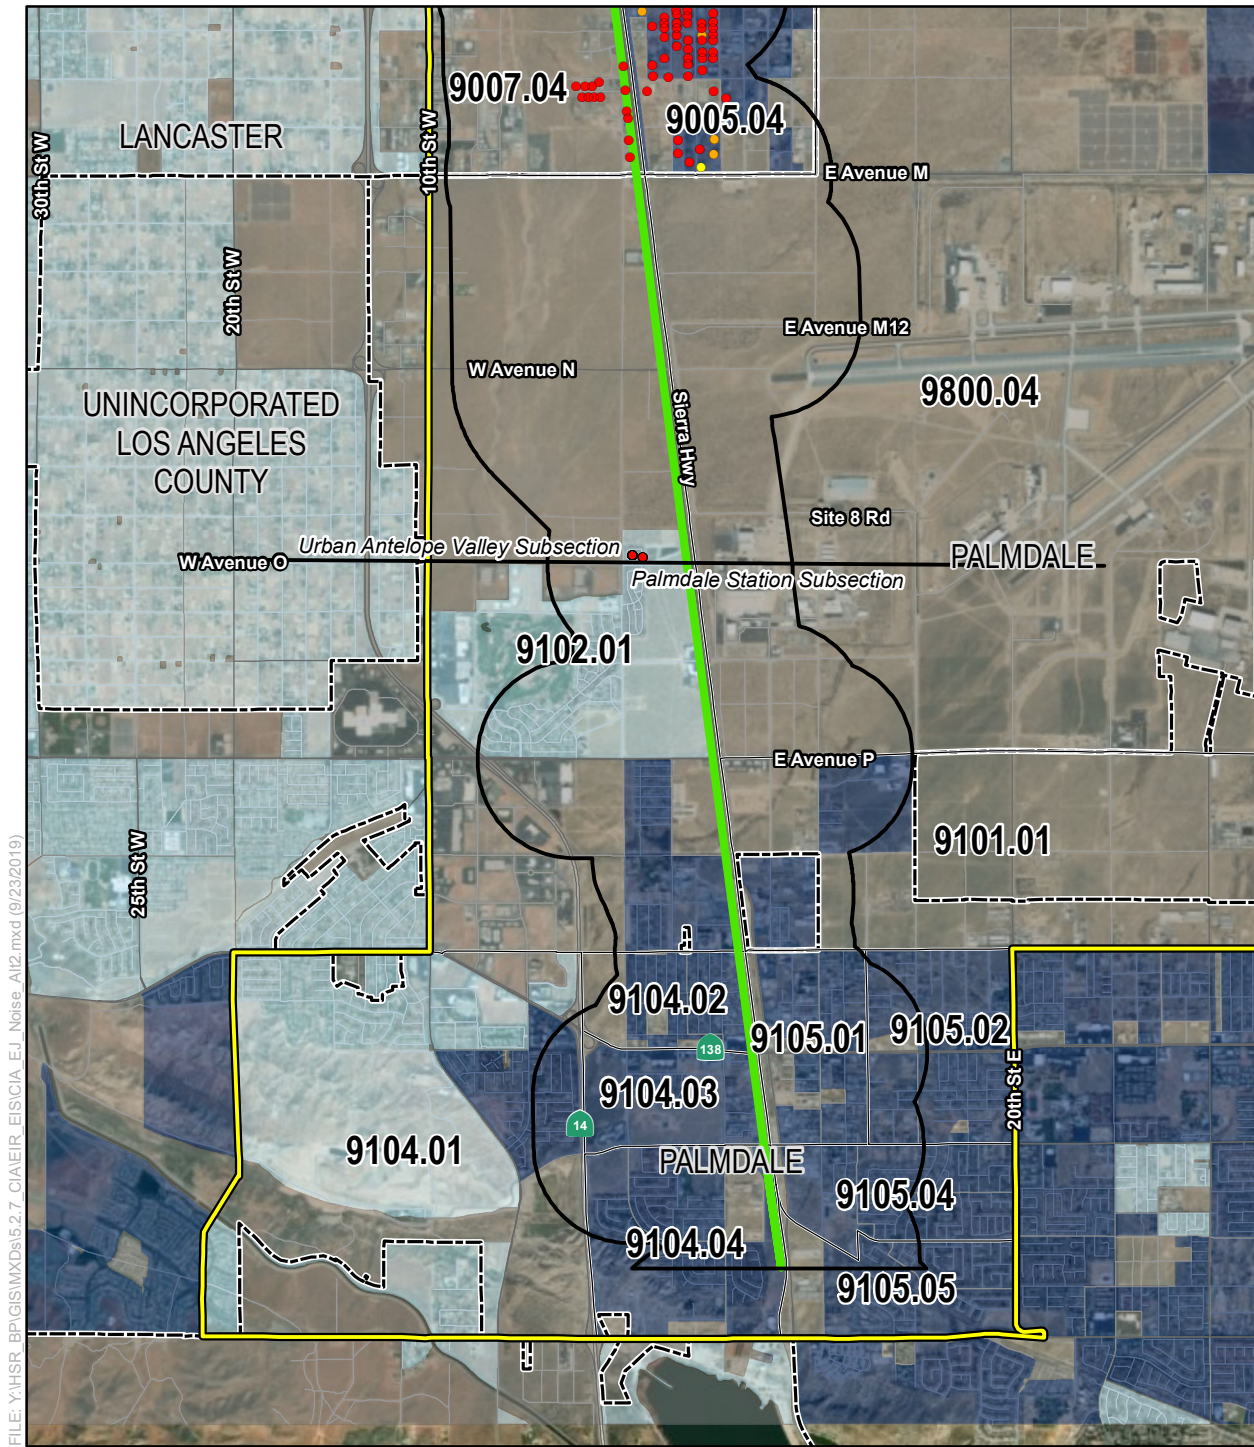 9007.04
9005.04
LANCASTER
30th St W
10th St W
E Avenue M
20th St W
E Avenue M12
W Avenue N
9800.04
UNINCORPORATED
LOS ANGELES
COUNTY
Sierra Hwy
Site 8 Rd
Urban Antelope Valley Subsection
W Avenue O
PALMDALE
Palmdale Station Subsection
9102.01
E Avenue P
9101.01
25th St W
9104.02
9105.01
9105.02
138
20th St E
9104.03
14
9104.01
PALMDALE
9105.04
9104.04
9105.05
FILE: Y:\HSR_BP\GIS\MXDs\5.2.7_CIAEIR_EIS\CIA_EJ_Noise_Alt2.mxd (9/23/2019)